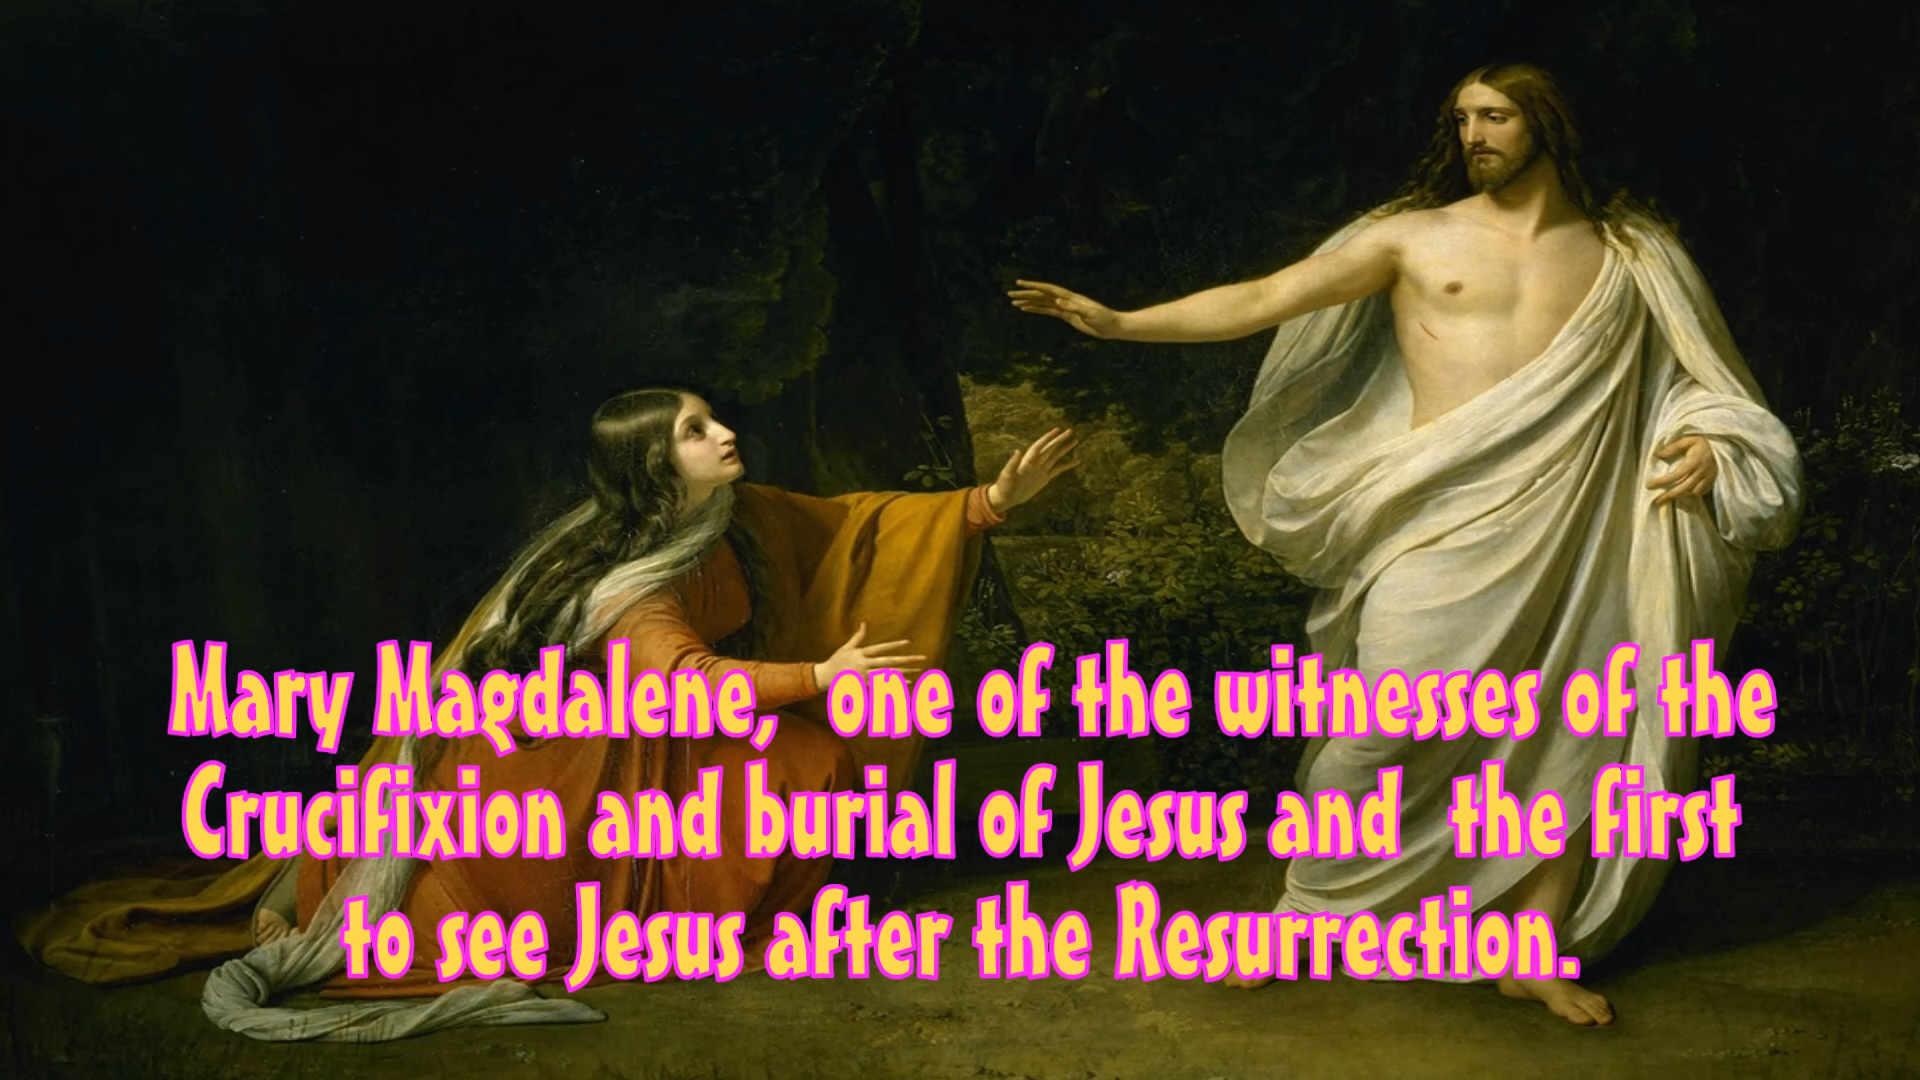 Mary Magdalene, one of the witnesses of the
Crucifixion and burial of Jesus and the first
to see Jesus after the Resurrection.